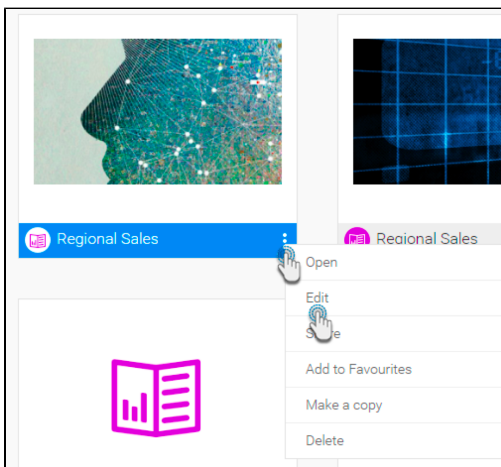 Regional Sales
Regional Sales
Open
Edit
Add to Favourites
Make a copy
Delete